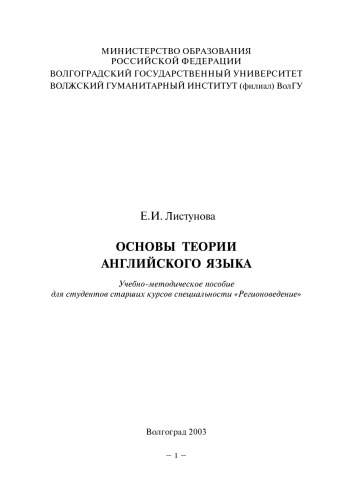 МИНИСТЕРСТВО ОБРАЗОВАНИЯ
РОССИЙСКОЙ ФЕДЕРАЦИИ
ВОЛГОГРАДСКИЙ ГОСУДАРСТВЕННЫЙ УНИВЕРСИТЕТ
ВОЛЖСКИЙ ГУМАНИТАРНЫЙ ИНСТИТУТ (филиал) ВолГУ
Е.И. Листунова
ОСНОВЫ ТЕОРИИ
АНГЛИЙСКОГО ЯЗЫКА
Учебно-методическое пособие
для студентов старших курсов специальности «Регионоведение»
Волгоград 2003
– 1 –